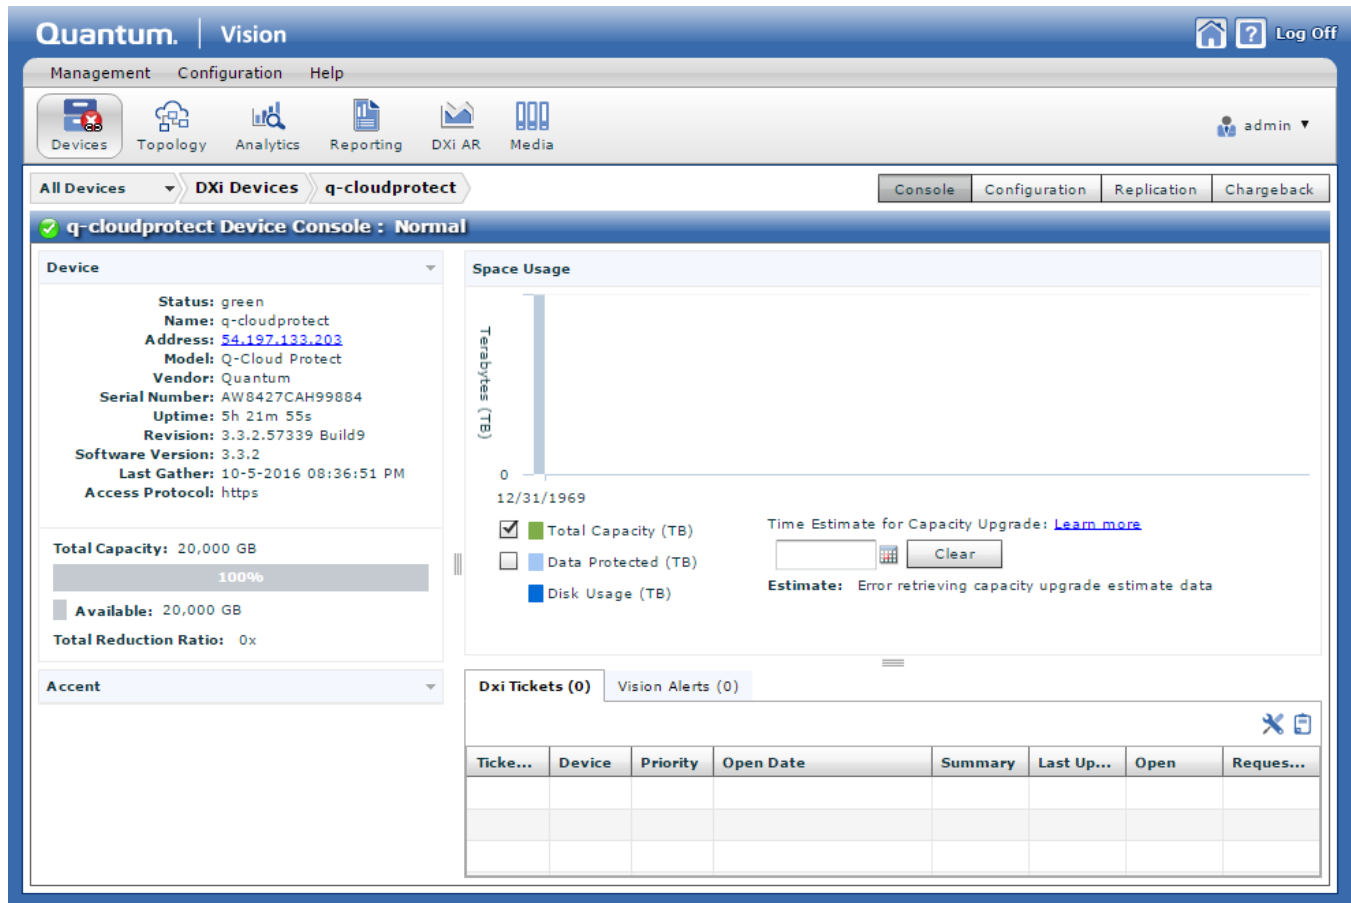 Quantum. Vision
Log Off
Management Configuration Help
Devices Topology Analytics Reporting DXi AR Media
admin
All Devices DXi Devices q-cloudprotect
Console Configuration Replication Chargeback
q-cloudprotect Device Console : Normal
Device
Status: green
Name: q-cloudprotect
Address: 54.197.133.203
Model: Q-Cloud Protect
Vendor: Quantum
Serial Number: AW8427CAH99884
Uptime: 5h 21m 55s
Revision: 3.3.2.57339 Build9
Software Version: 3.3.2
Last Gather: 10-5-2016 08:36:51 PM
Access Protocol: https
Total Capacity: 20,000 GB
100%
Available: 20,000 GB
Total Reduction Ratio: 0x
Accent
Space Usage
Terabytes (TB)
0
12/31/1969
Total Capacity (TB)
Data Protected (TB)
Disk Usage (TB)
Time Estimate for Capacity Upgrade: Learn more
Clear
Estimate: Error retrieving capacity upgrade estimate data
Dxi Tickets (0) Vision Alerts (0)
Ticke... Device Priority Open Date Summary Last Up... Open Reques...